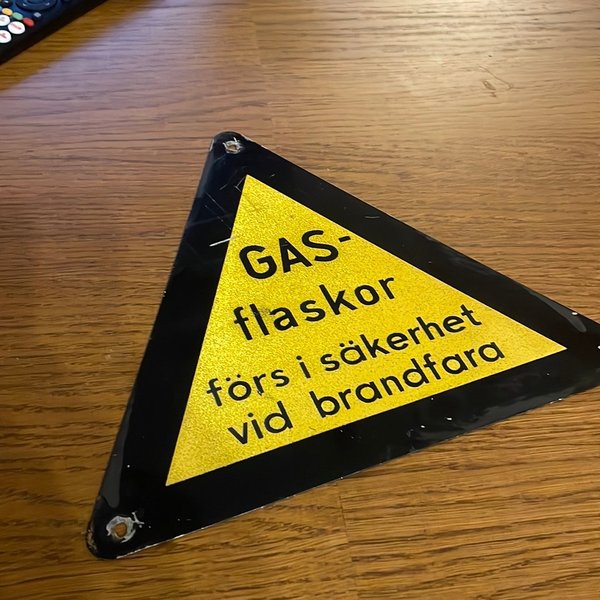 GAS-
flaskor
förs i säkerhet
vid brandfara